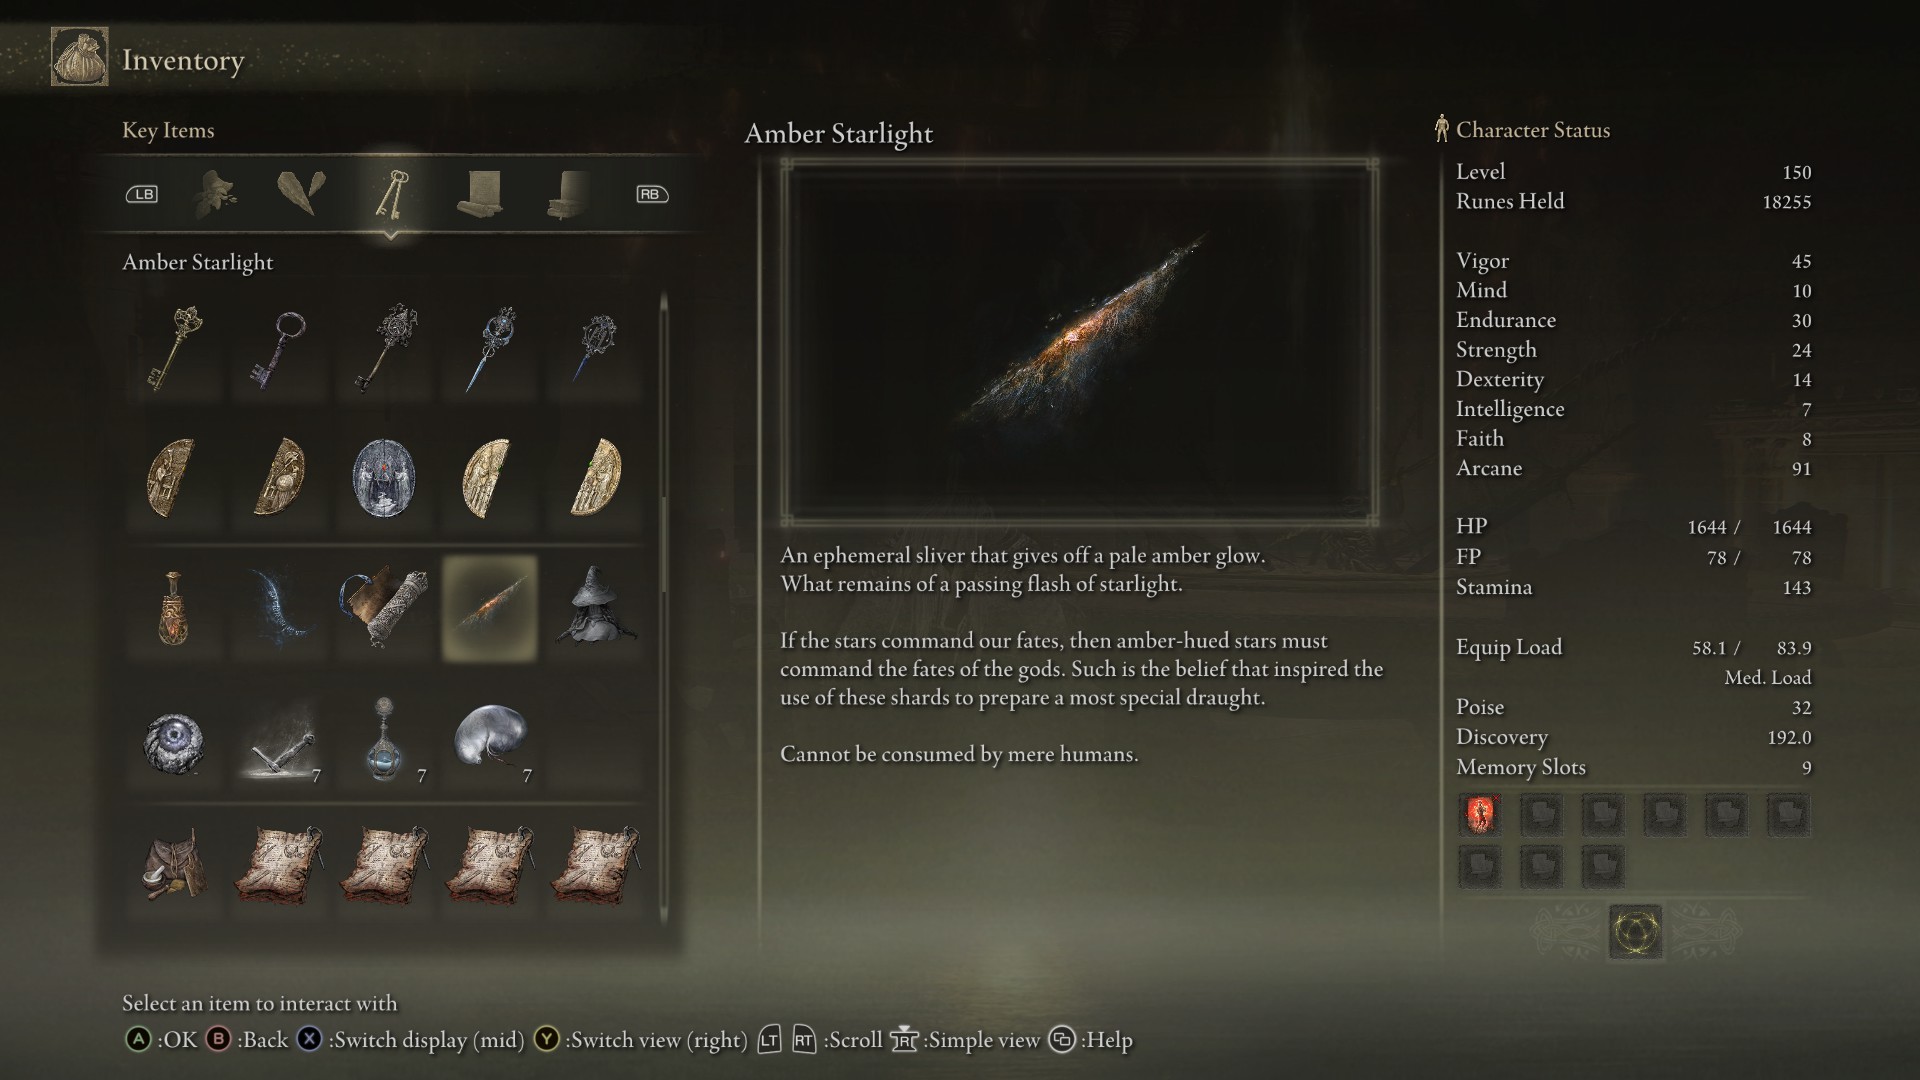 Inventory
Key Items
LB
RB
Amber Starlight
7
7
7
Amber Starlight
An ephemeral sliver that gives off a pale amber glow.
What remains of a passing flash of starlight.
If the stars command our fates, then amber-hued stars must
command the fates of the gods. Such is the belief that inspired the
use of these shards to prepare a most special draught.
Cannot be consumed by mere humans.
Character Status
Level 150
Runes Held 18255
Vigor 45
Mind 10
Endurance 30
Strength 24
Dexterity 14
Intelligence 7
Faith 8
Arcane 91
HP 1644 / 1644
FP 78 / 78
Stamina 143
Equip Load 58.1 / 83.9
Med. Load
Poise 32
Discovery 192.0
Memory Slots 9
Select an item to interact with
A :OK B :Back X :Switch display (mid) Y :Switch view (right) LT RT :Scroll R :Simple view :Help